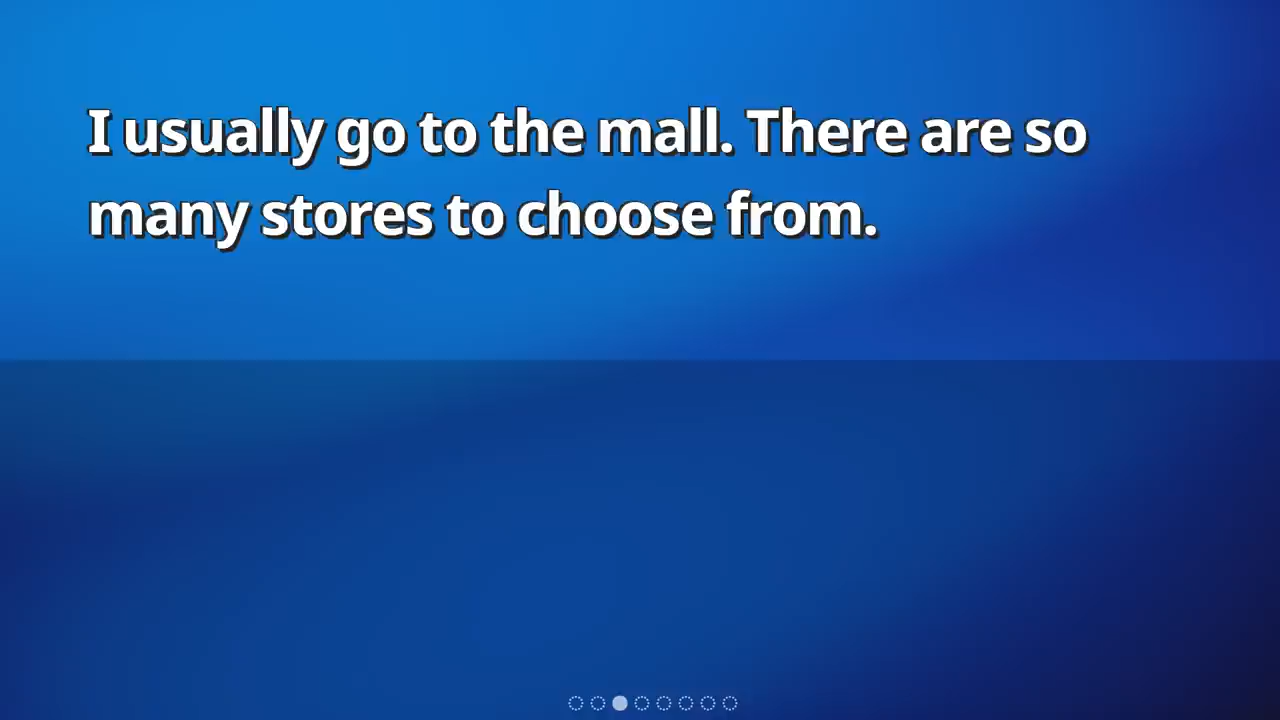 I usually go to the mall. There are so
many stores to choose from.